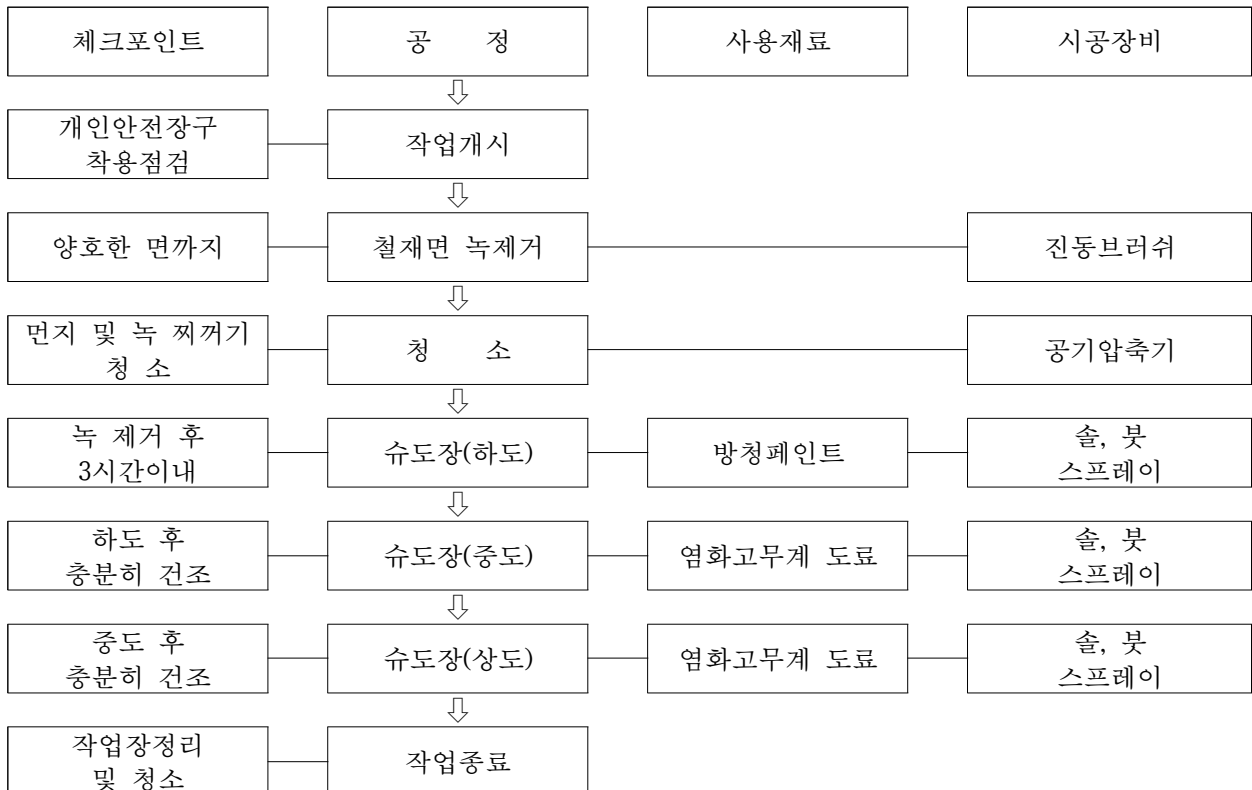 체크포인트
공 정
사용재료
시공장비
개인안전장구
착용점검
작업개시
양호한 면까지
철재면 녹제거
진동브러쉬
먼지 및 녹 찌꺼기
청 소
청 소
공기압축기
녹 제거 후
3시간이내
슈도장(하도)
방청페인트
솔, 붓
스프레이
하도 후
충분히 건조
슈도장(중도)
염화고무계 도료
솔, 붓
스프레이
중도 후
충분히 건조
슈도장(상도)
염화고무계 도료
솔, 붓
스프레이
작업장정리
및 청소
작업종료